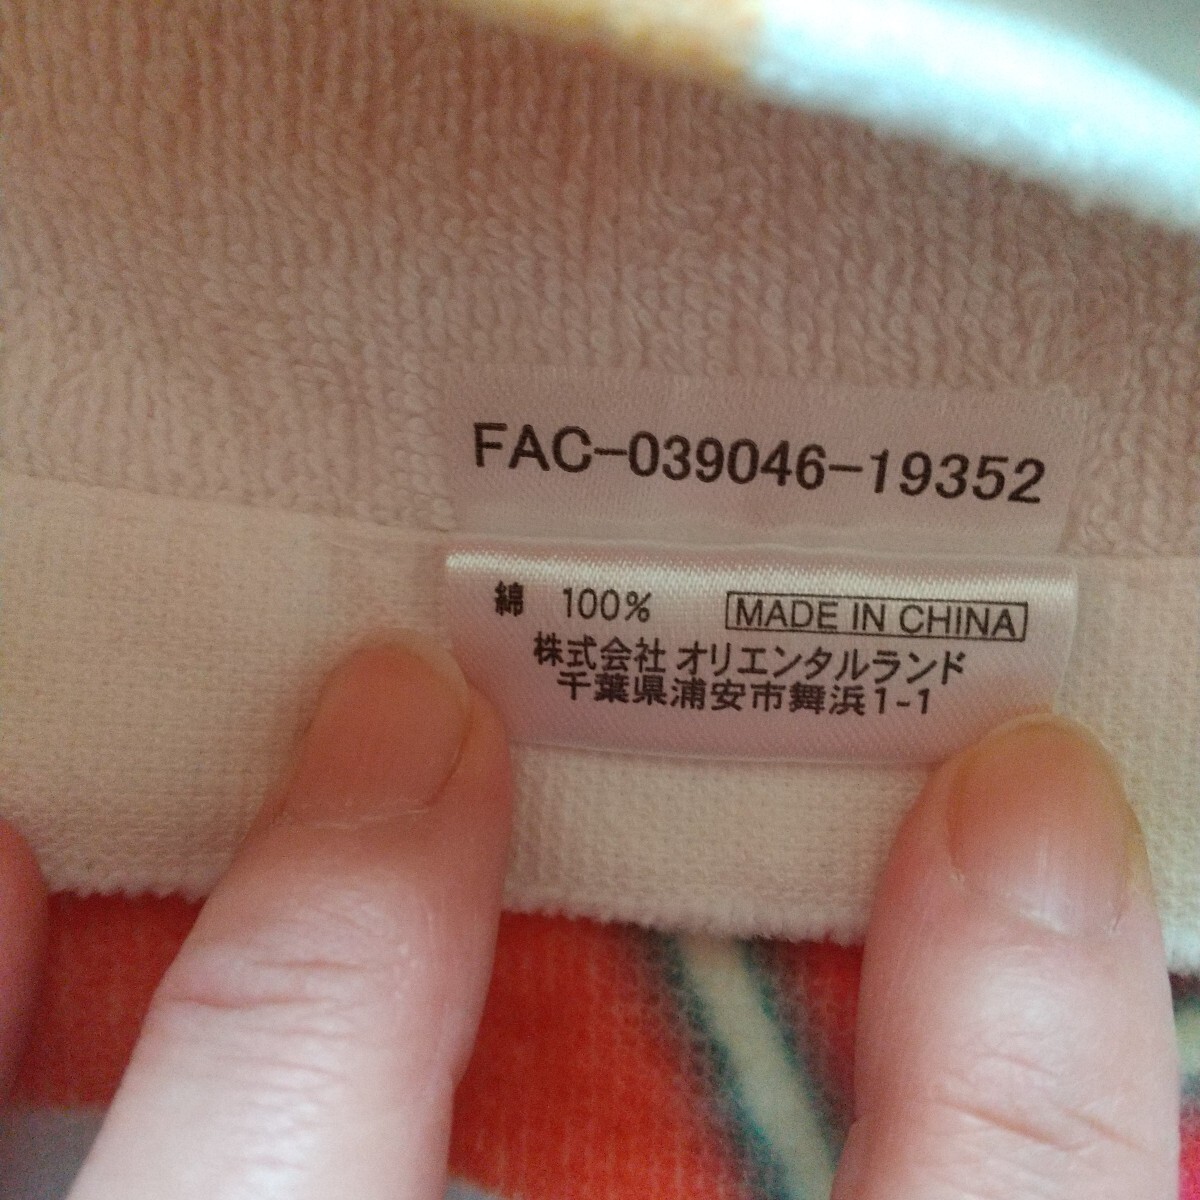 FAC-039046-19352
綿 100% MADE IN CHINA
株式会社 オリエンタルランド
千葉県浦安市舞浜1-1